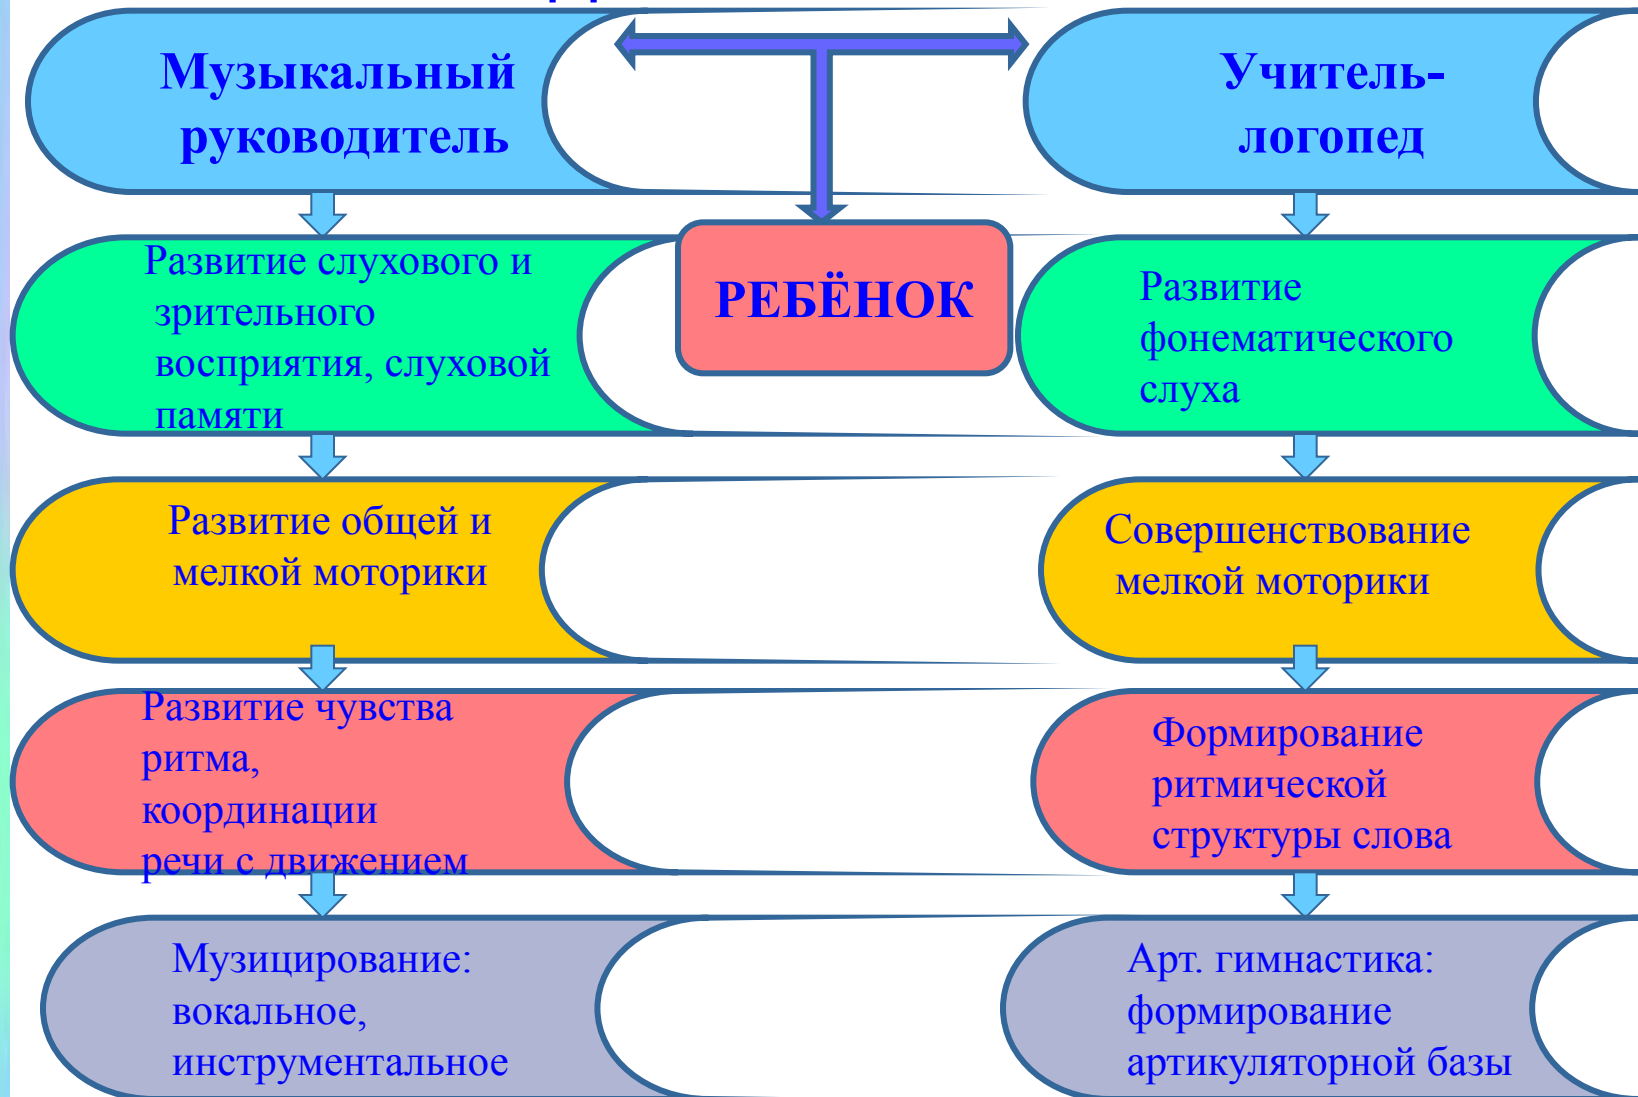 Музыкальный
руководитель
Учитель-
логопед
РЕБЁНОК
Развитие слухового и
зрительного
восприятия, слуховой
памяти
Развитие
фонематического
слуха
Развитие общей и
мелкой моторики
Совершенствование
мелкой моторики
Развитие чувства
ритма,
координации
речи с движением
Формирование
ритмической
структуры слова
Музицирование:
вокальное,
инструментальное
Арт. гимнастика:
формирование
артикуляторной базы